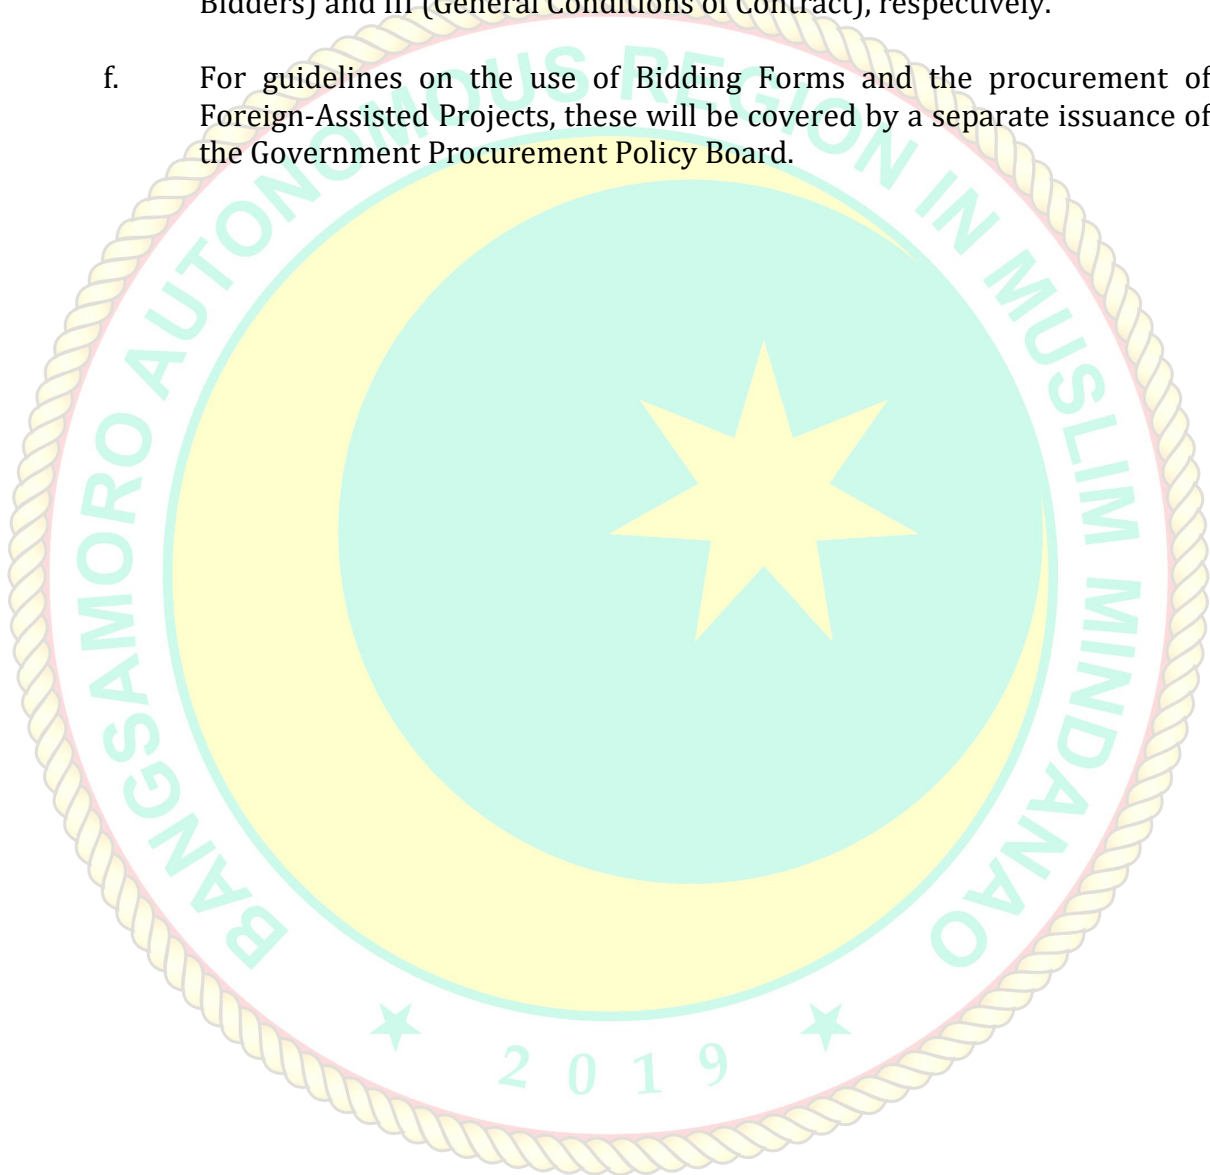 Bidders) and III (General Conditions of Contract), respectively.
f. For guidelines on the use of Bidding Forms and the procurement of
Foreign-Assisted Projects, these will be covered by a separate issuance of
the Government Procurement Policy Board.
BANGSAMORO AUTONOMOUS REGION IN MUSLIM MINDANAO
2019